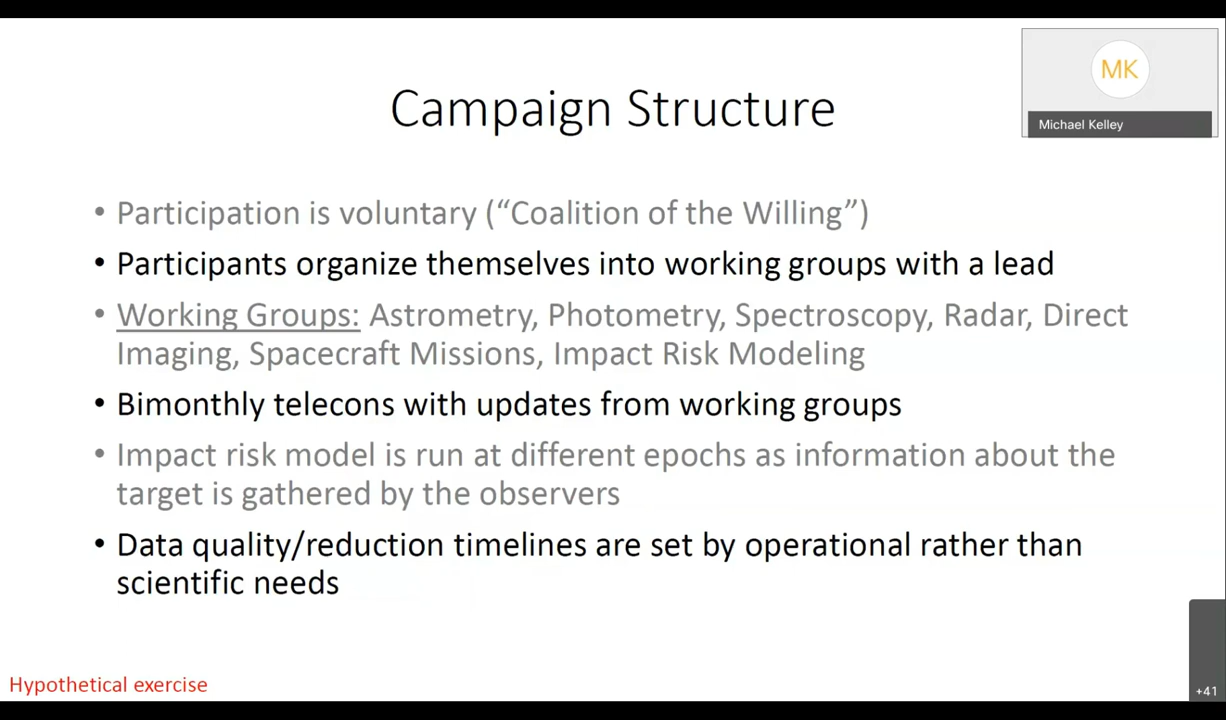 MK
Michael Kelley
Campaign Structure
• Participation is voluntary (“Coalition of the Willing”)
• Participants organize themselves into working groups with a lead
• Working Groups: Astrometry, Photometry, Spectroscopy, Radar, Direct
Imaging, Spacecraft Missions, Impact Risk Modeling
• Bimonthly telecons with updates from working groups
• Impact risk model is run at different epochs as information about the
target is gathered by the observers
• Data quality/reduction timelines are set by operational rather than
scientific needs
Hypothetical exercise
+41